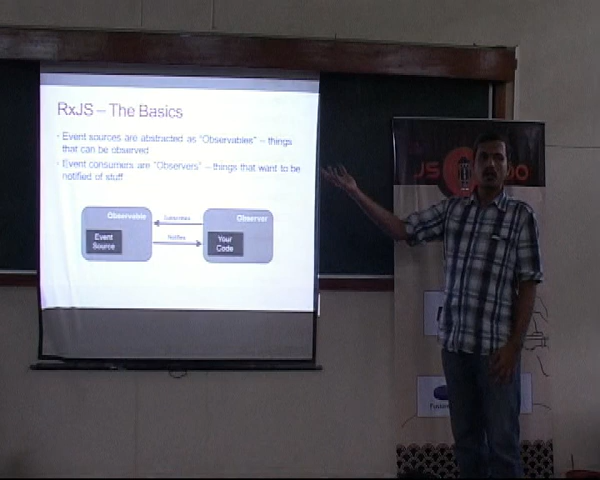 RxJS – The Basics
Event sources are abstracted as "Observables" – things
that can be observed
Event consumers are "Observers" – things that want to be
notified of stuff
Observable
Observer
Subscribes
Event
Source
Notifies
Your
Code
JS
OO